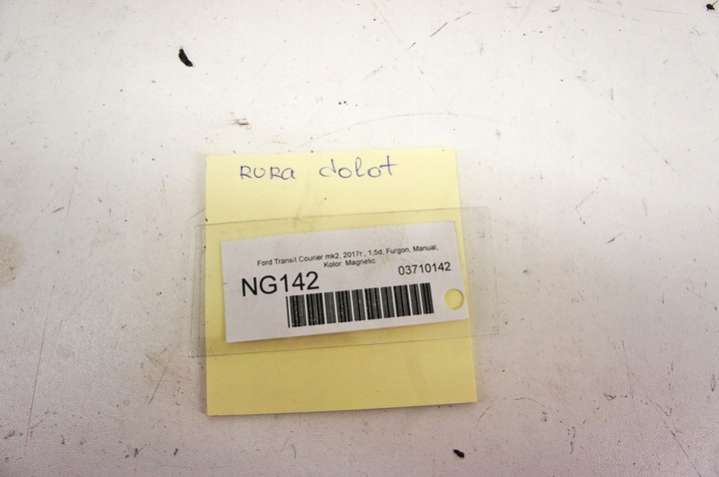 RURA dolot
Ford Transit Courier mk2, 2017r , 1,5d, Furgon, Manual,
Kolor Magnetic
NG142
03710142